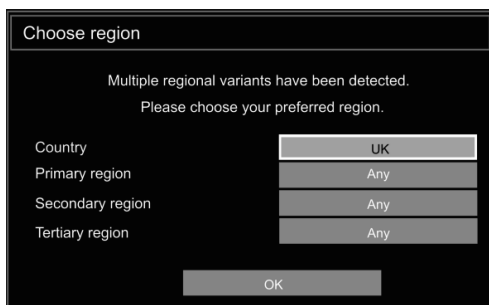 Choose region
Multiple regional variants have been detected.
Please choose your preferred region.
Country UK
Primary region Any
Secondary region Any
Tertiary region Any
OK